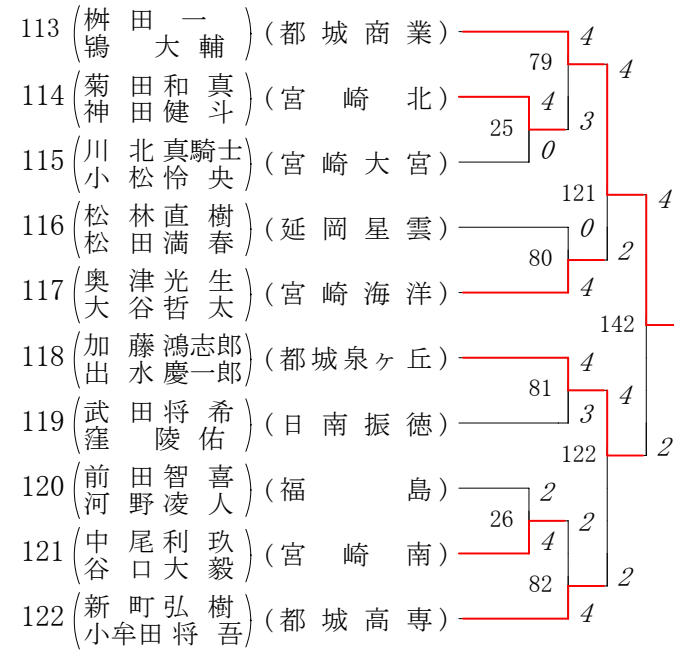 113 (桝田 一 / 鴇 大輔) (都城商業)
114 (菊田和真 / 神田健斗) (宮崎北)
115 (川北真騎士 / 小松怜央) (宮崎大宮)
116 (松林直樹 / 松田満春) (延岡星雲)
117 (奥津光生 / 大谷哲太) (宮崎海洋)
118 (加藤鴻志郎 / 出水慶一郎) (都城泉ヶ丘)
119 (武田将希 / 窪 陵佑) (日南振徳)
120 (前田智喜 / 河野凌人) (福島)
121 (中尾利玖 / 谷口大毅) (宮崎南)
122 (新町弘樹 / 小牟田将吾) (都城高専)
4
79
4
4
3
25
0
121
4
0
2
80
4
142
4
81
4
3
122
2
2
26
2
4
82
2
4